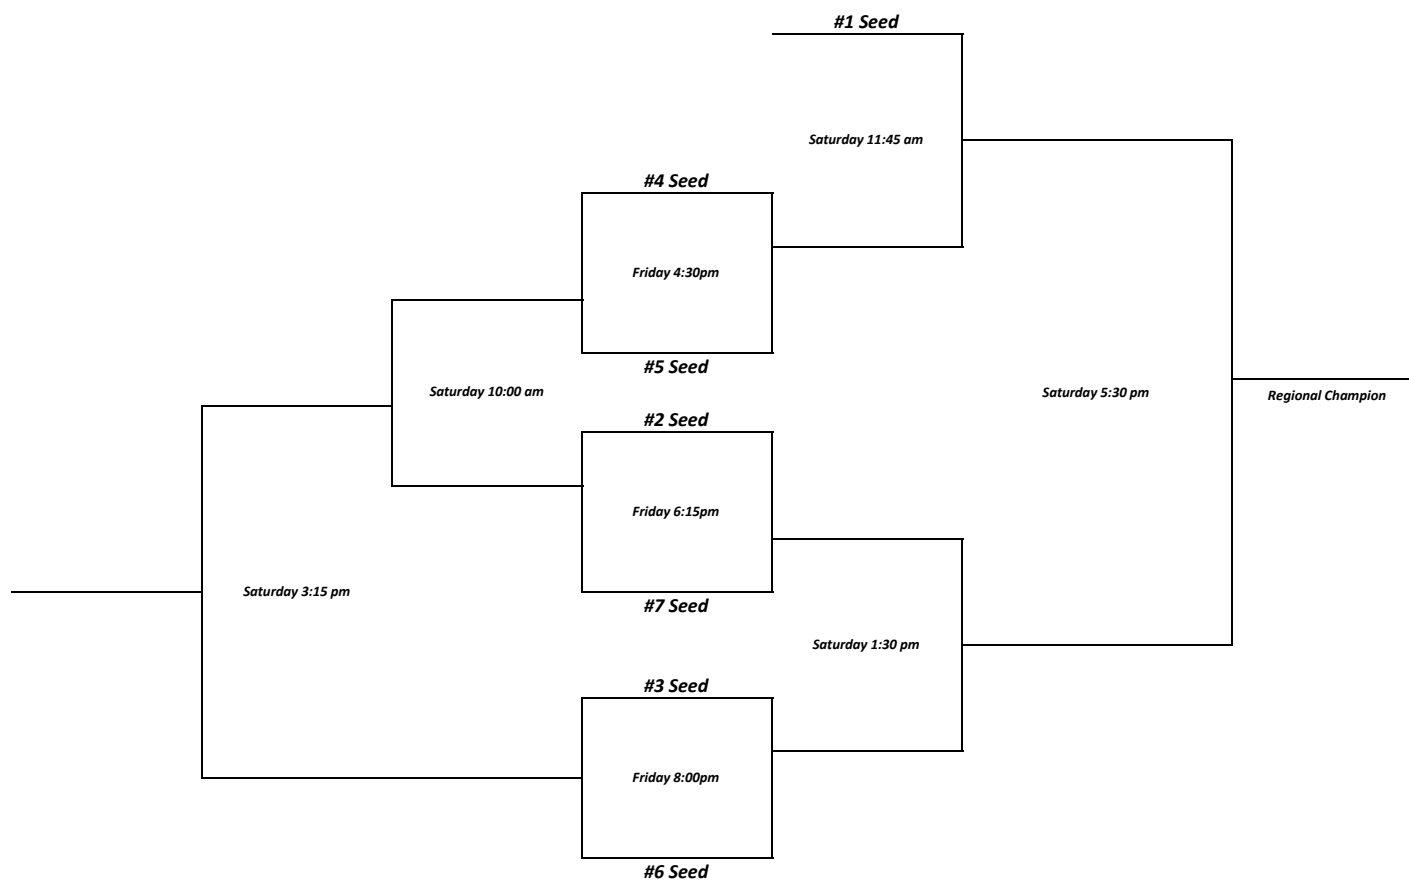 #1 Seed
Saturday 11:45 am
#4 Seed
Friday 4:30pm
#5 Seed
Saturday 10:00 am
Saturday 5:30 pm
Regional Champion
#2 Seed
Friday 6:15pm
Saturday 3:15 pm
#7 Seed
Saturday 1:30 pm
#3 Seed
Friday 8:00pm
#6 Seed